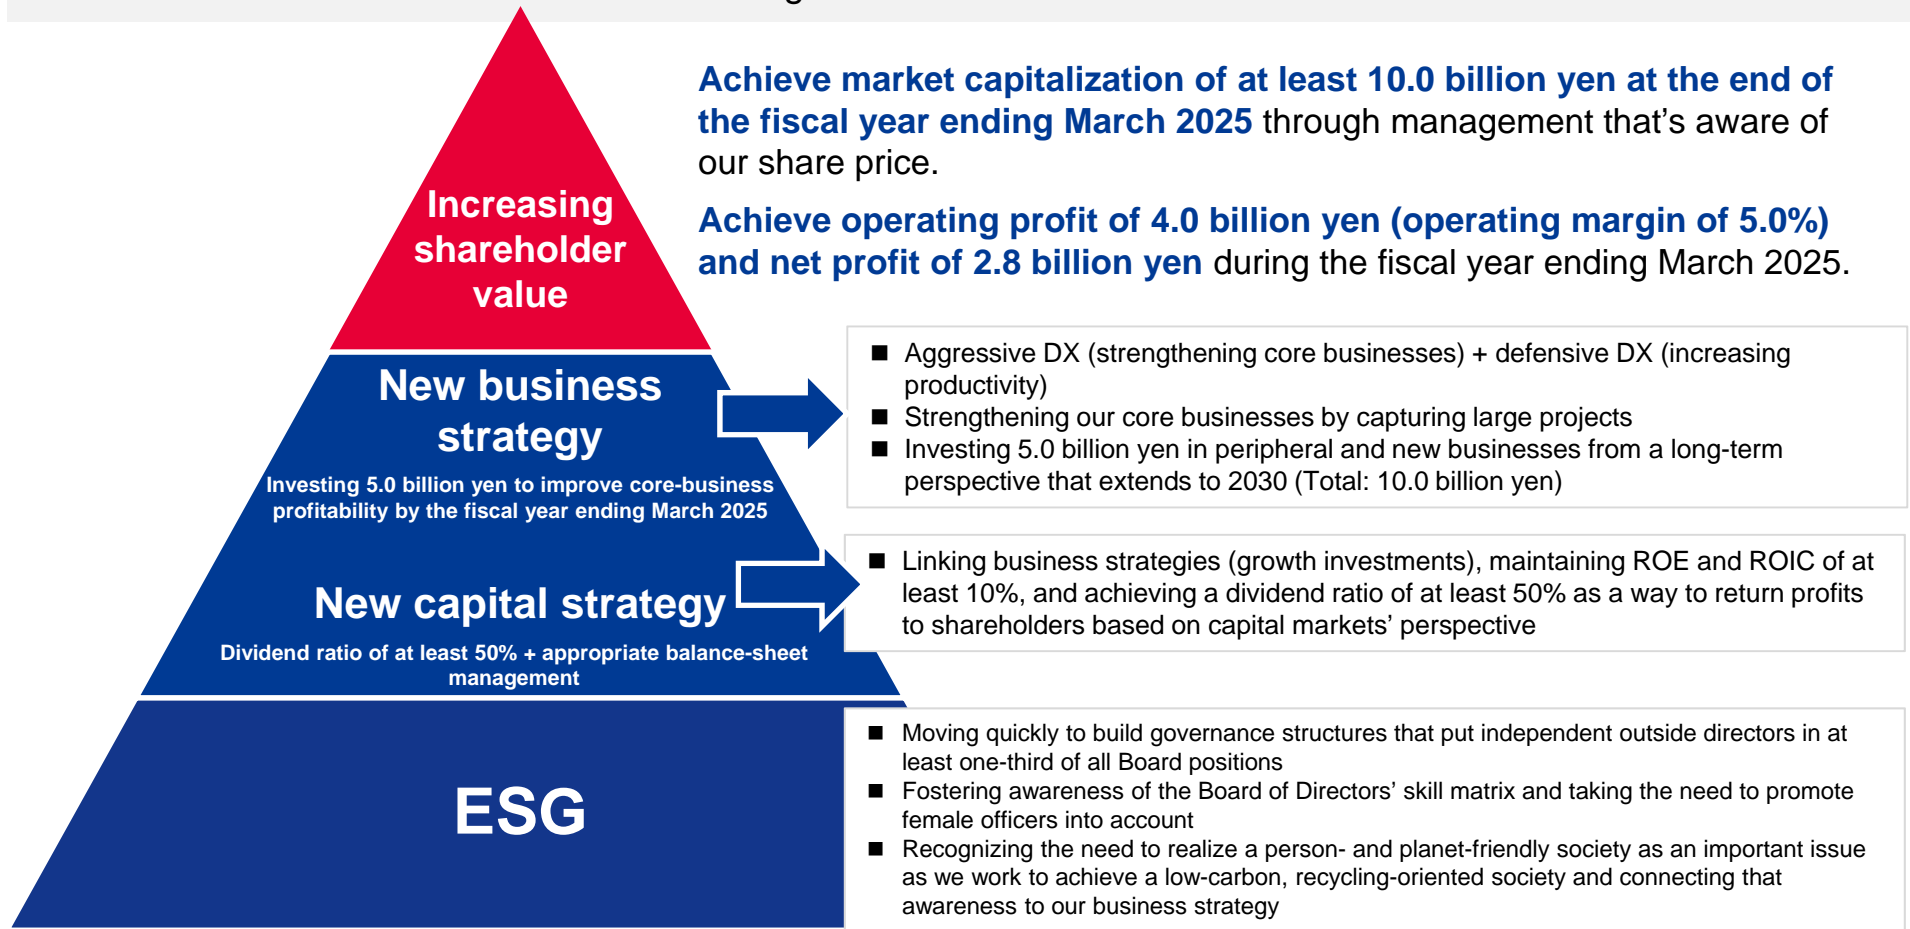 Achieve market capitalization of at least 10.0 billion yen at the end of
the fiscal year ending March 2025 through management that’s aware of
our share price.
Achieve operating profit of 4.0 billion yen (operating margin of 5.0%)
and net profit of 2.8 billion yen during the fiscal year ending March 2025.
Increasing
shareholder
value
New business
strategy
Investing 5.0 billion yen to improve core-business
profitability by the fiscal year ending March 2025
■ Aggressive DX (strengthening core businesses) + defensive DX (increasing
productivity)
■ Strengthening our core businesses by capturing large projects
■ Investing 5.0 billion yen in peripheral and new businesses from a long-term
perspective that extends to 2030 (Total: 10.0 billion yen)
New capital strategy
Dividend ratio of at least 50% + appropriate balance-sheet
management
■ Linking business strategies (growth investments), maintaining ROE and ROIC of at
least 10%, and achieving a dividend ratio of at least 50% as a way to return profits
to shareholders based on capital markets’ perspective
ESG
■ Moving quickly to build governance structures that put independent outside directors in at
least one-third of all Board positions
■ Fostering awareness of the Board of Directors’ skill matrix and taking the need to promote
female officers into account
■ Recognizing the need to realize a person- and planet-friendly society as an important issue
as we work to achieve a low-carbon, recycling-oriented society and connecting that
awareness to our business strategy